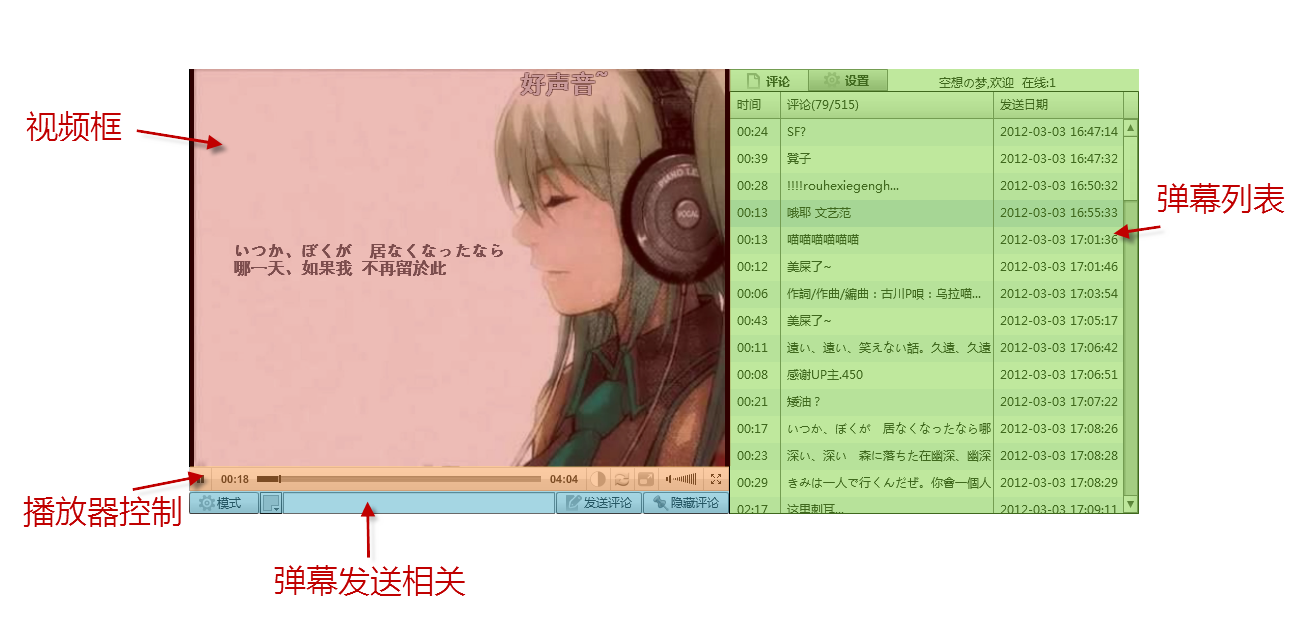 视频框
播放器控制
弹幕发送相关
弹幕列表
好声音~
いつか、ぼくが 居なくなったなら
哪一天、如果我 不再留於此
PIANO
VOCAL
00:18
04:04
模式
发送评论
隐藏评论
评论
设置
空想の梦,欢迎 在线:1
时间 评论(79/515) 发送日期
00:24 SF? 2012-03-03 16:47:14
00:39 凳子 2012-03-03 16:47:32
00:28 !!!!rouhexiegengh... 2012-03-03 16:50:32
00:13 哦耶 文艺范 2012-03-03 16:55:33
00:13 喵喵喵喵喵喵 2012-03-03 17:01:36
00:12 美屎了~ 2012-03-03 17:01:46
00:06 作詞/作曲/編曲：古川P唄：乌拉喵... 2012-03-03 17:03:54
00:43 美屎了~ 2012-03-03 17:05:17
00:11 遠い、遠い、笑えない話。久遠、久遠 2012-03-03 17:06:42
00:08 感谢UP主.450 2012-03-03 17:06:51
00:21 矮油？ 2012-03-03 17:07:22
00:17 いつか、ぼくが 居なくなったなら哪 2012-03-03 17:08:26
00:23 深い、深い 森に落ちた在幽深、幽深 2012-03-03 17:08:28
00:29 きみは一人で行くんだぜ。你會一個人 2012-03-03 17:08:29
02:17 这里刺耳... 2012-03-03 17:09:11